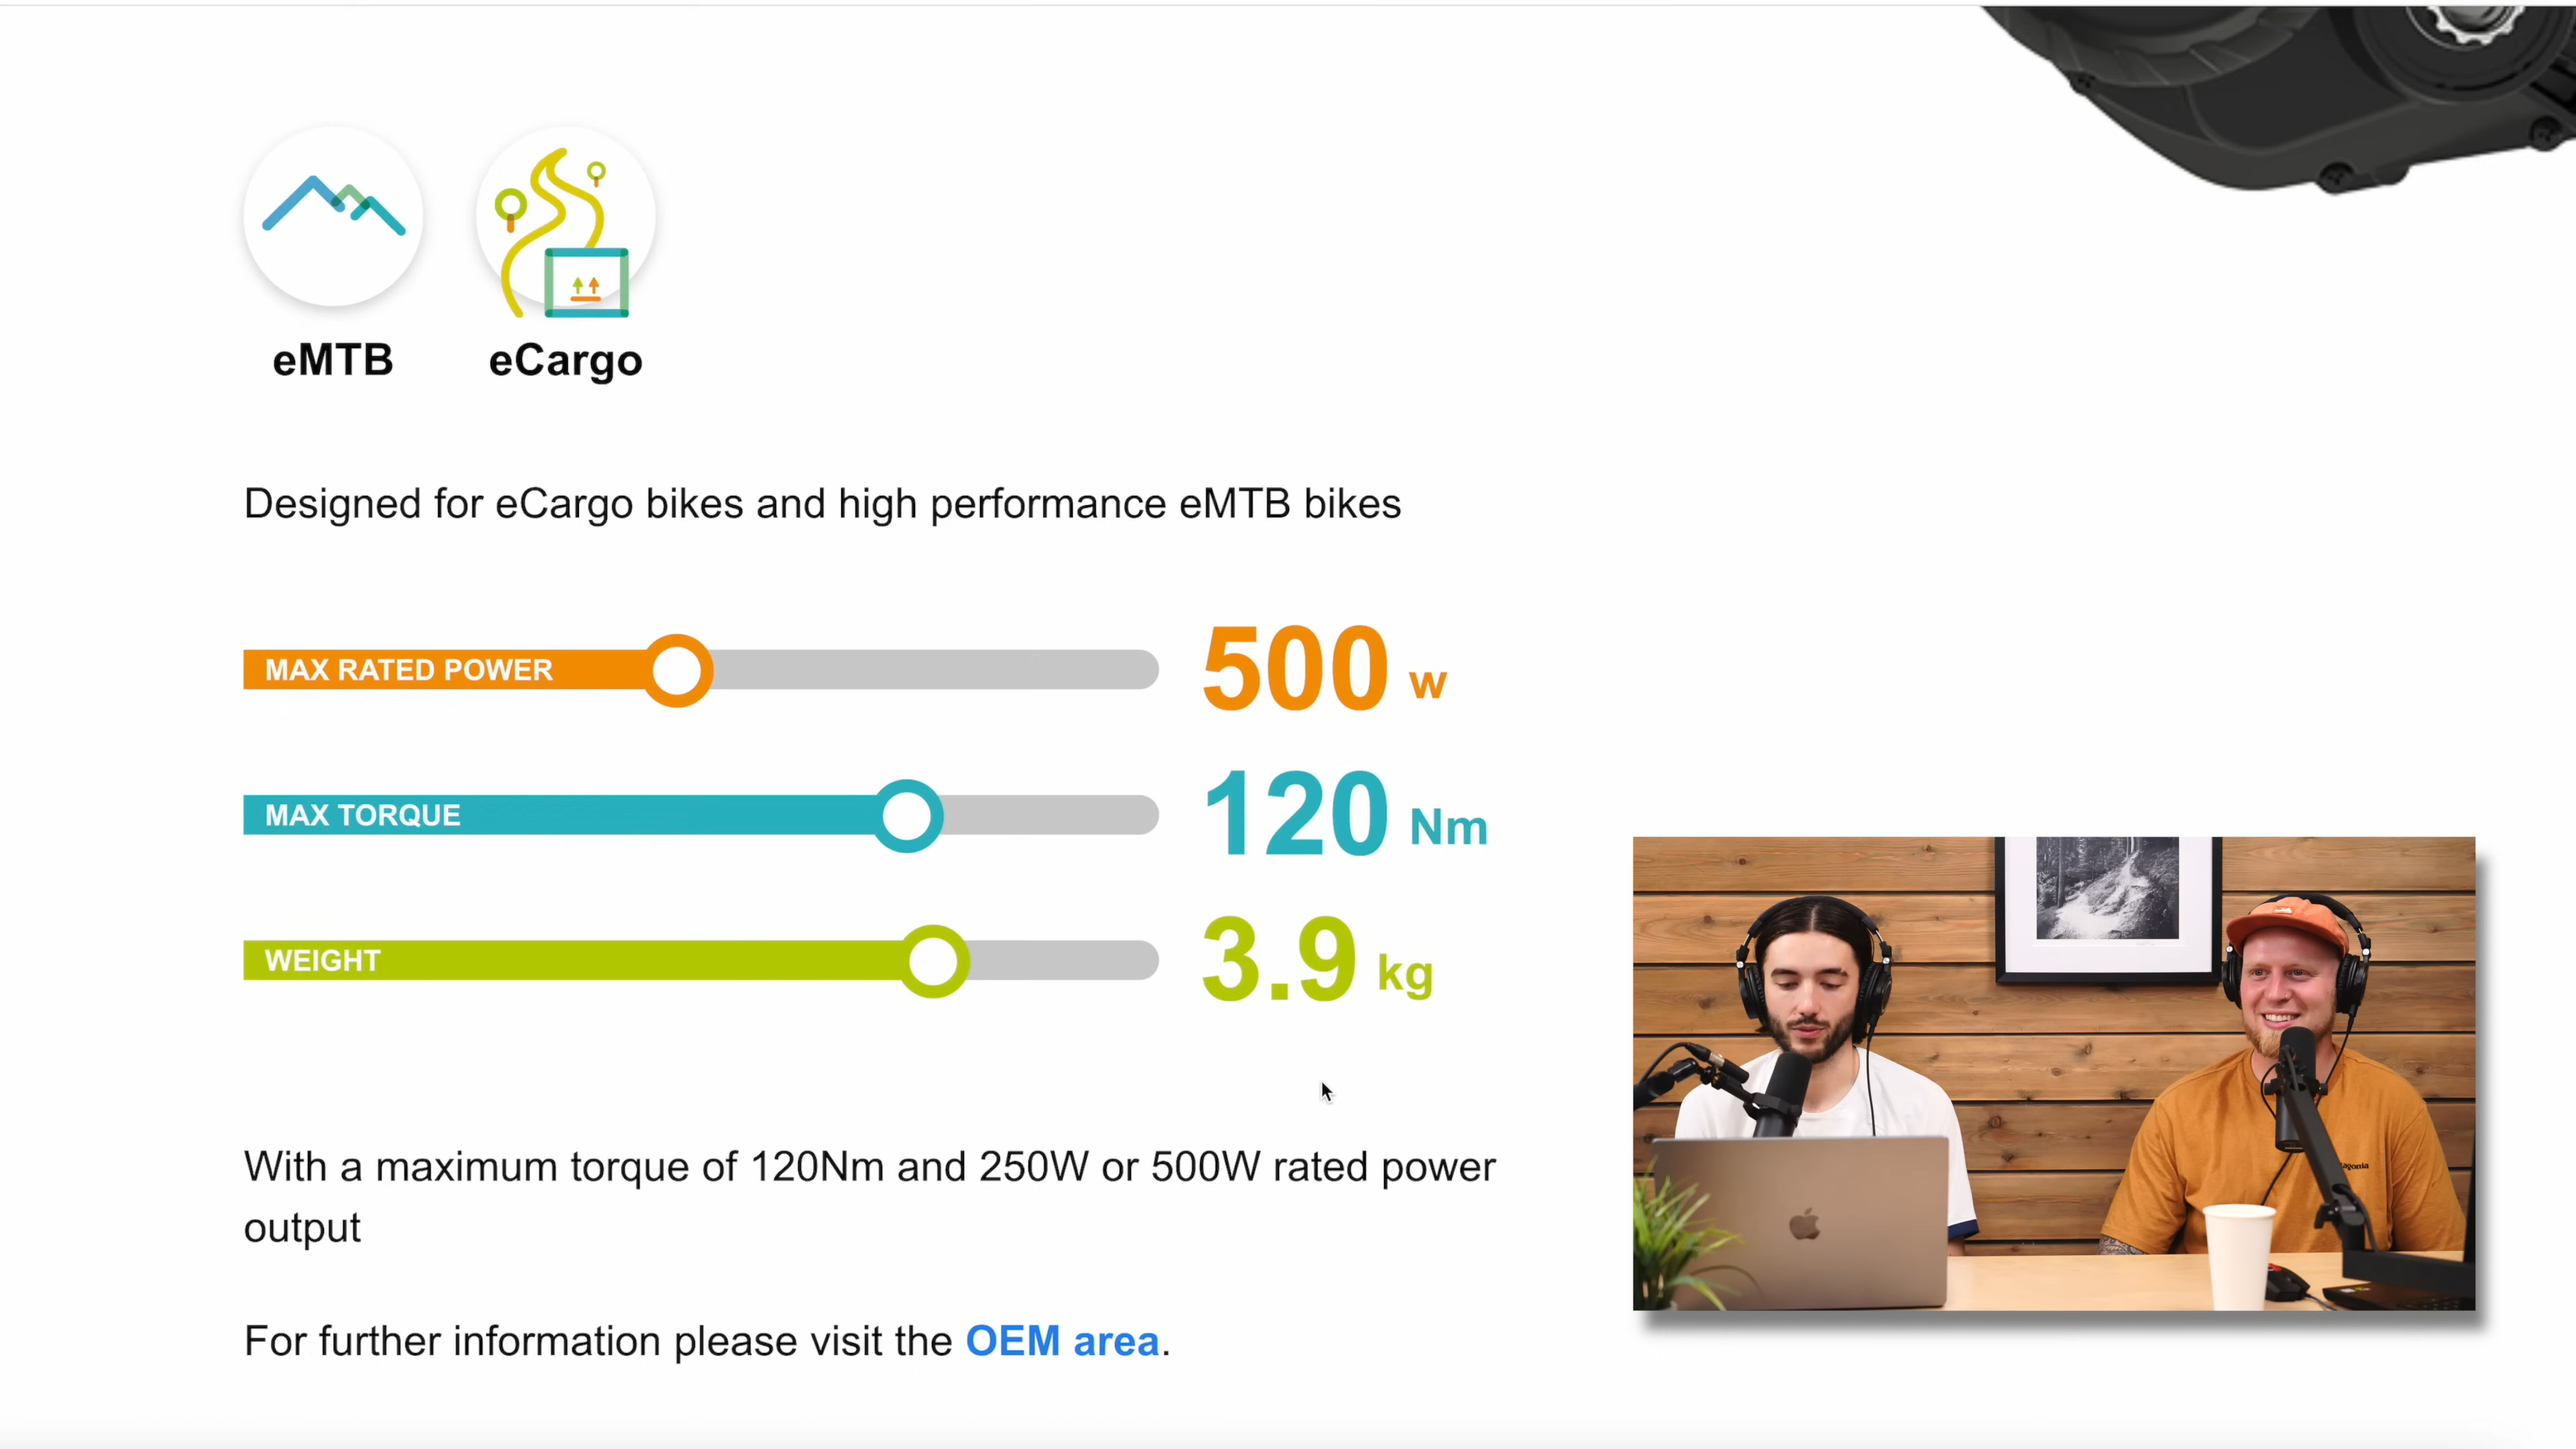 eMTB
eCargo
Designed for eCargo bikes and high performance eMTB bikes
MAX RATED POWER
500 w
MAX TORQUE
120 Nm
WEIGHT
3.9 kg
With a maximum torque of 120Nm and 250W or 500W rated power
output
For further information please visit the OEM area.